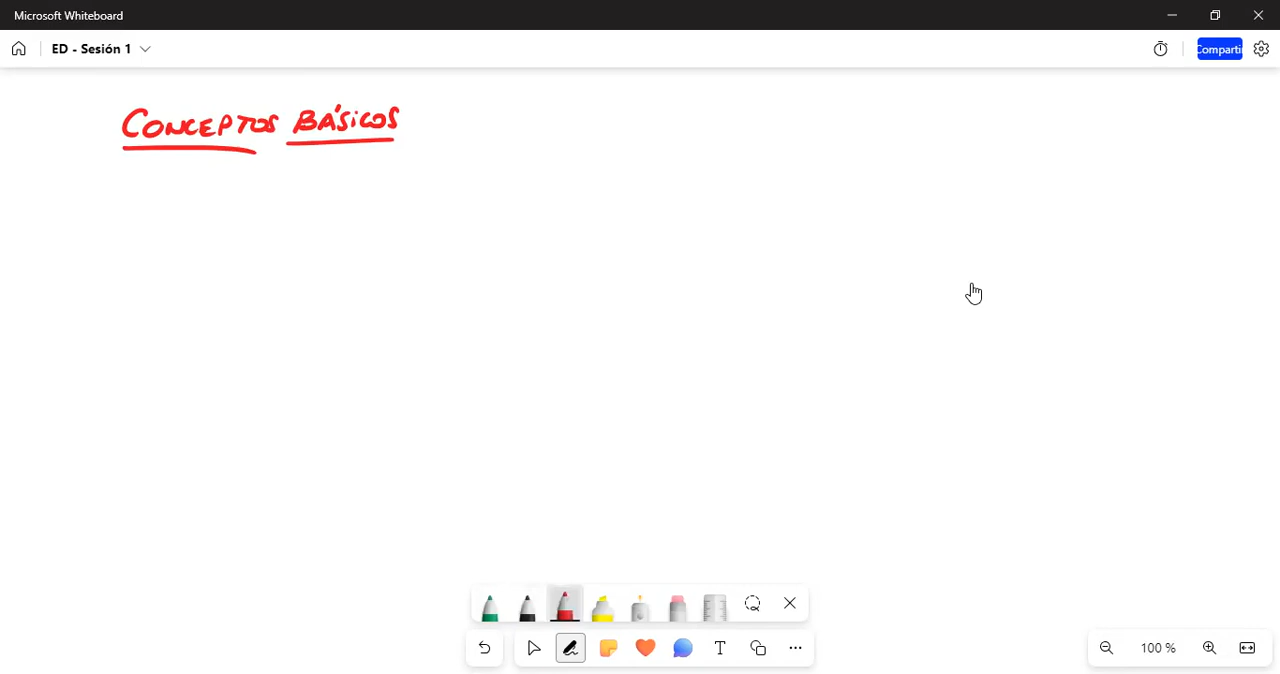 Microsoft Whiteboard
ED - Sesión 1
Comparti
CONCEPTOS BÁSICOS
T
100 %